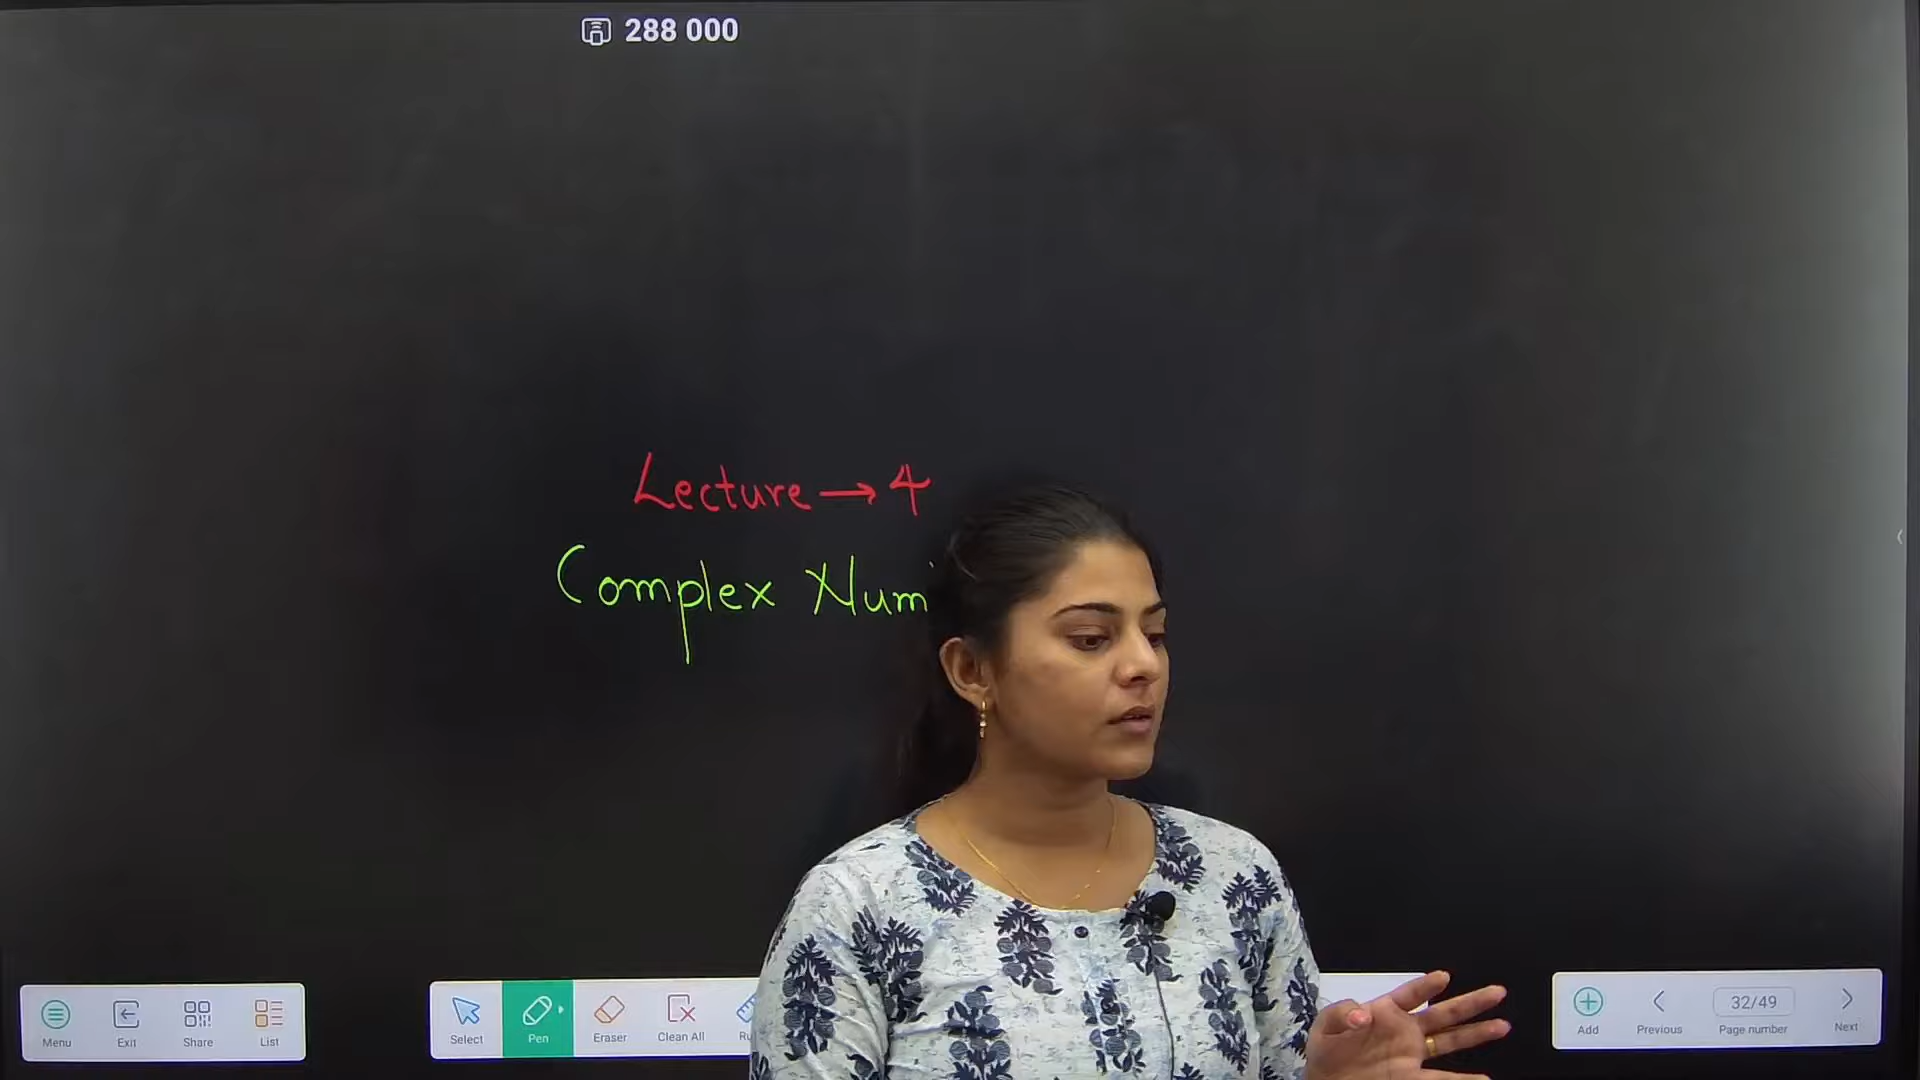 288 000
Lecture → 4
Complex Num
Menu Exit Share List
Select Pen Eraser Clean All
Add Previous 32/49 Page number Next